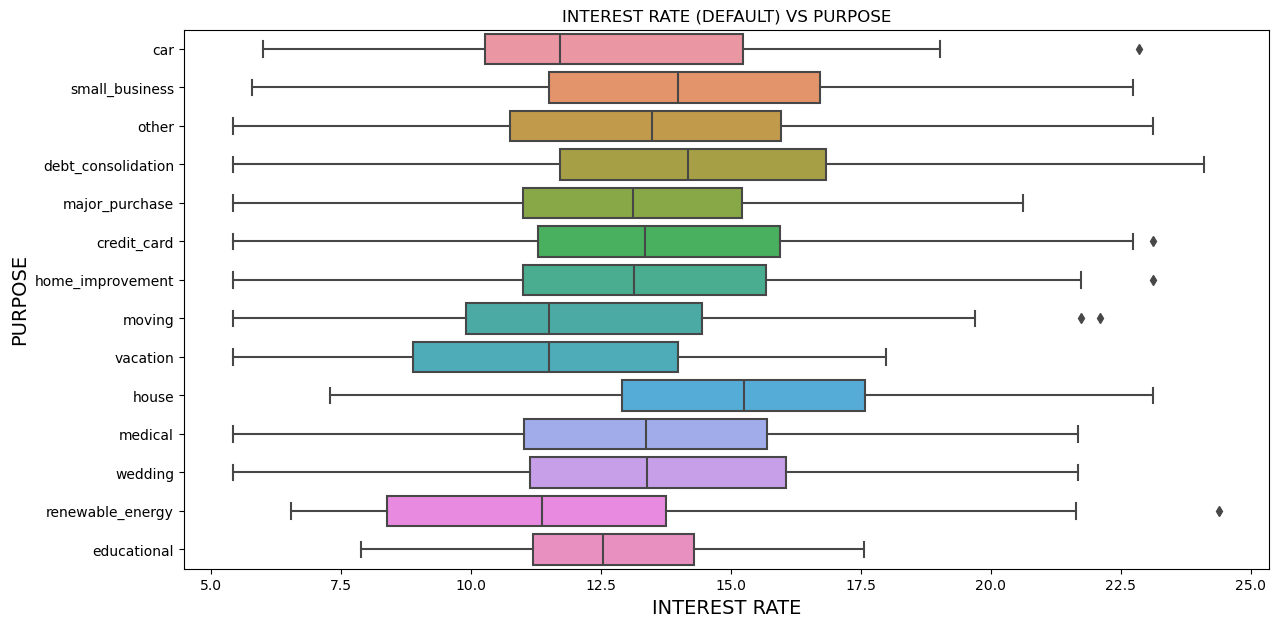 INTEREST RATE (DEFAULT) VS PURPOSE
PURPOSE
car
small_business
other
debt_consolidation
major_purchase
credit_card
home_improvement
moving
vacation
house
medical
wedding
renewable_energy
educational
5.0 7.5 10.0 12.5 15.0 17.5 20.0 22.5 25.0
INTEREST RATE